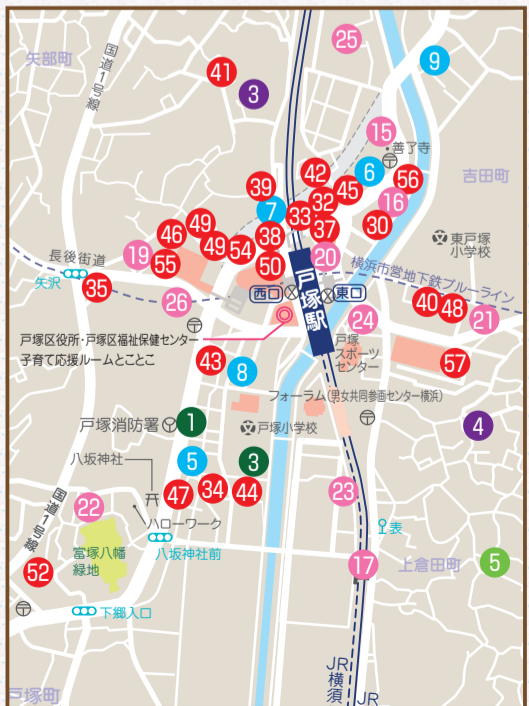 25
9
矢部町
国道1号線
41
3
15
善了寺
〒
6
42
45
56
吉田町
39
32
16
7
33
30
49
38
37
46
東戸塚
小学校
49
54
20
長後街道
19
55
50
横浜市営地下鉄ブルーライン
矢沢
35
26
西口
戸塚駅
東口
40
48
21
24
〒
戸塚区役所・戸塚区福祉保健センター
子育て応援ルームとことこ
戸塚
スポーツ
センター
43
8
57
フォーラム(男女共同参画センター横浜)
〒
戸塚消防署
1
戸塚小学校
4
八坂神社
5
3
47
34
44
23
22
国道1号線
ハローワーク
表
富塚八幡
緑地
八坂神社前
17
上倉田町
5
52
〒
下郷入口
JR
横須
JR
戸塚町